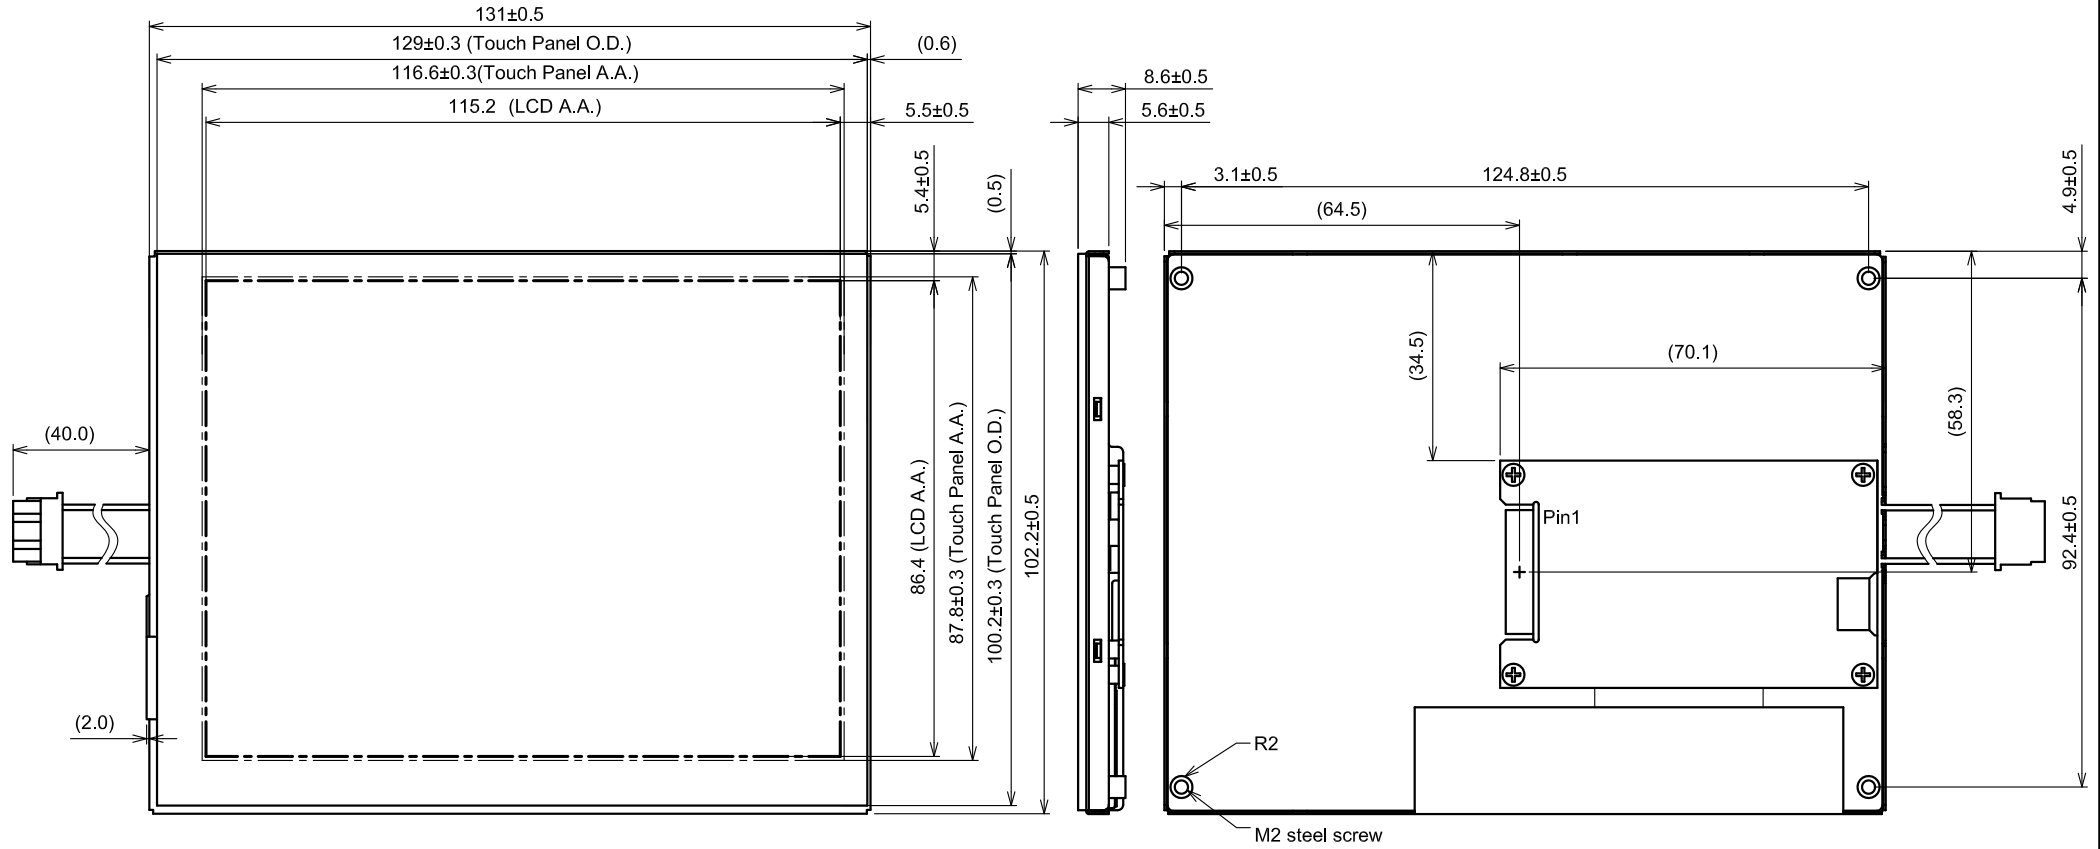 131±0.5
129±0.3 (Touch Panel O.D.)
(0.6)
116.6±0.3(Touch Panel A.A.)
115.2 (LCD A.A.)
5.5±0.5
8.6±0.5
5.6±0.5
5.4±0.5
(0.5)
3.1±0.5
124.8±0.5
4.9±0.5
(64.5)
(34.5)
(70.1)
(58.3)
(40.0)
86.4 (LCD A.A.)
87.8±0.3 (Touch Panel A.A.)
100.2±0.3 (Touch Panel O.D.)
102.2±0.5
Pin1
92.4±0.5
(2.0)
R2
M2 steel screw